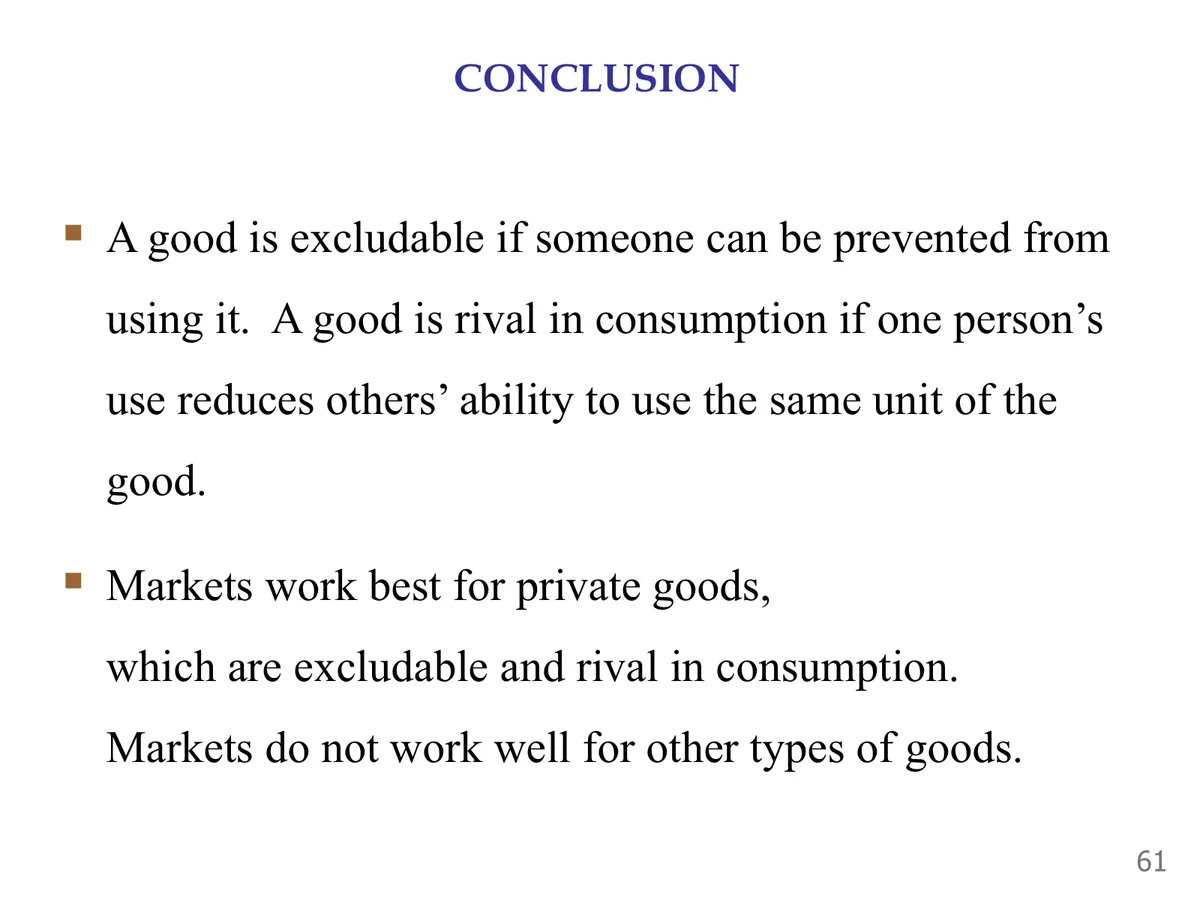 CONCLUSION
A good is excludable if someone can be prevented from
using it.  A good is rival in consumption if one person’s
use reduces others’ ability to use the same unit of the
good.
Markets work best for private goods,
which are excludable and rival in consumption.
Markets do not work well for other types of goods.
61